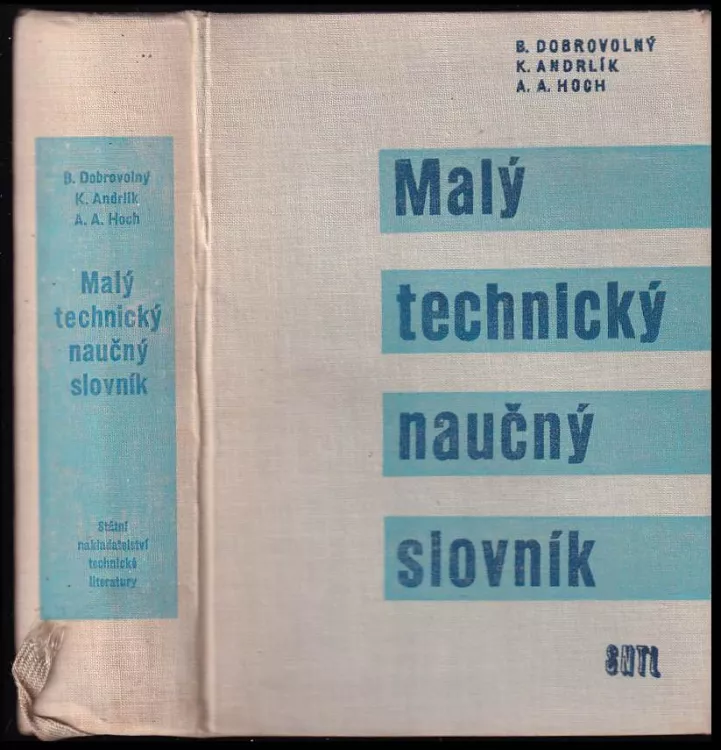 B. Dobrovolný
K. Andrlík
A. A. Hoch
Malý
technický
naučný
slovník
Státní
nakladatelství
technické
literatury
B. DOBROVOLNÝ
K. ANDRLÍK
A. A. HOCH
Malý
technický
naučný
slovník
SNTL